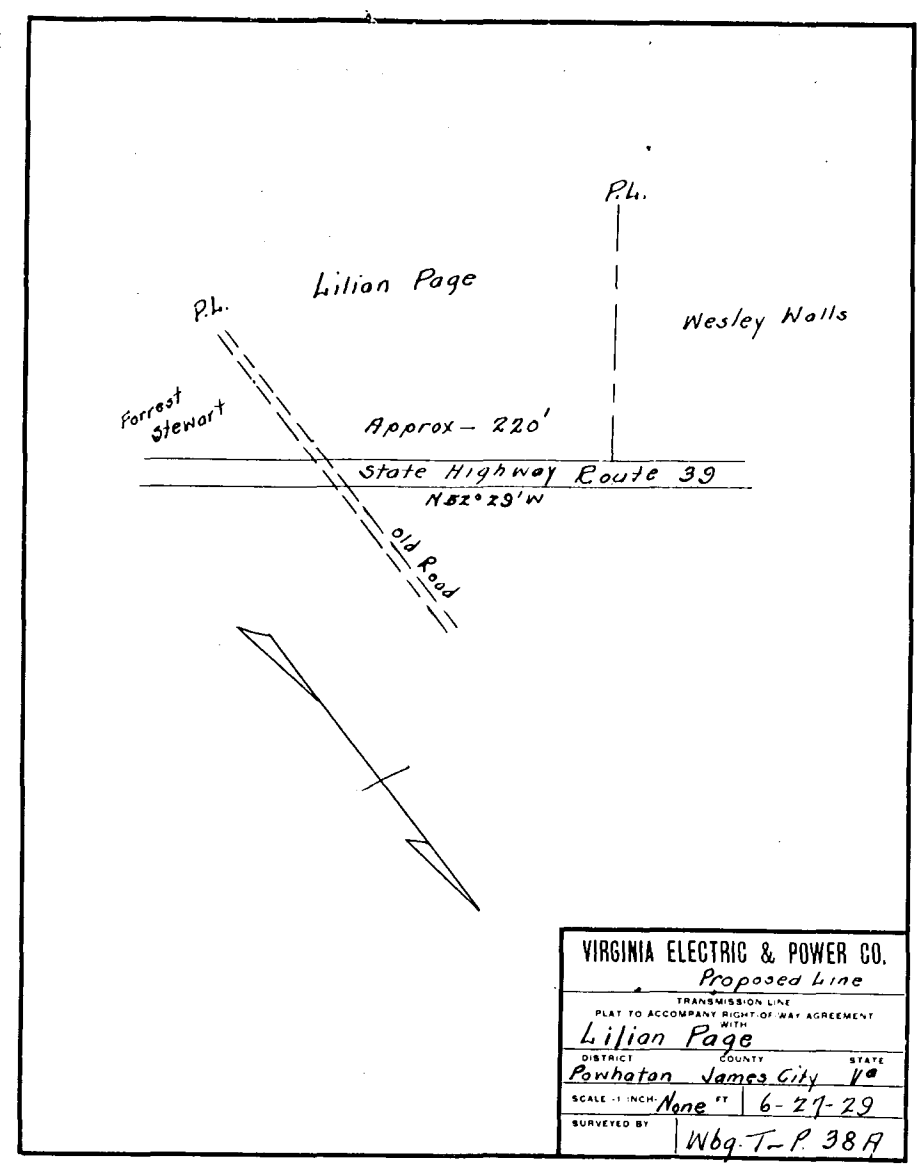 P.L.
Lilian Page
P.L.
Wesley Walls
Forrest
Stewart
Approx - 220'
State Highway Route 39
N 52° 29' W
Old Road
VIRGINIA ELECTRIC & POWER CO.
Proposed Line
TRANSMISSION LINE
PLAT TO ACCOMPANY RIGHT-OF-WAY AGREEMENT
WITH
Lilian Page
DISTRICT COUNTY STATE
Powhatan James City Va
SCALE - 1 INCH- None FT 6-27-29
SURVEYED BY
Wbg. T- P. 38 A